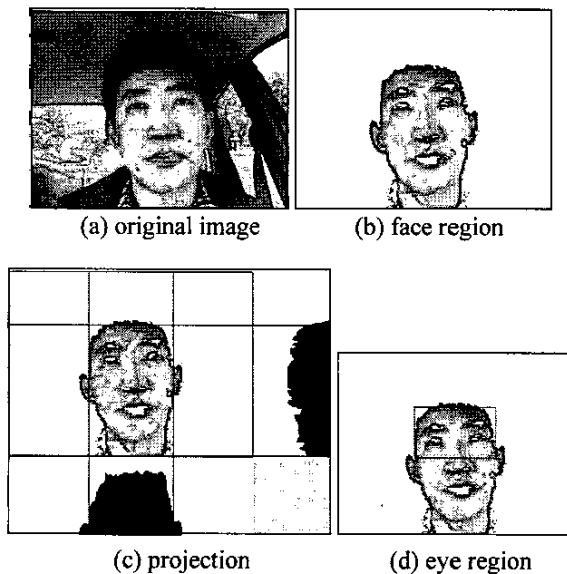 (a) original image
(b) face region
(c) projection
(d) eye region